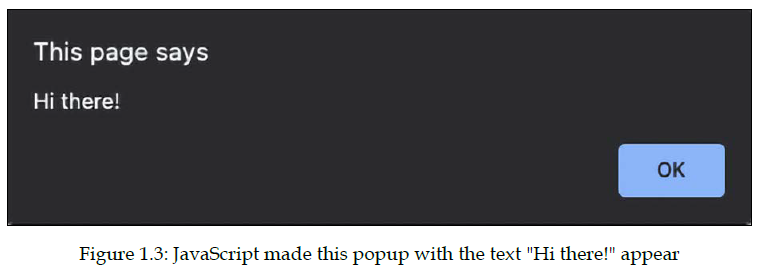 This page says
Hi there!
OK
Figure 1.3: JavaScript made this popup with the text "Hi there!" appear